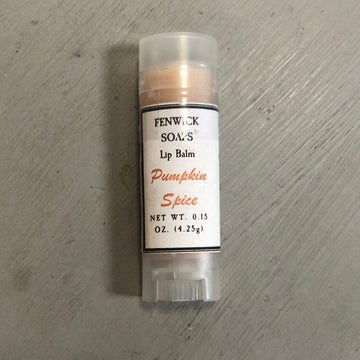 FENWICK
SOAPS
Lip Balm
Pumpkin
Spice
NET WT. 0.15
OZ. (4.25g)